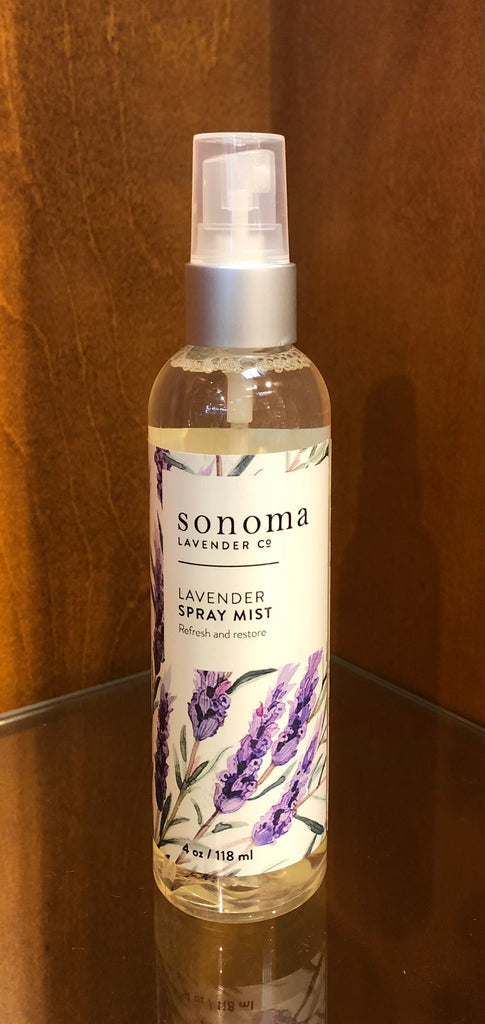 sonoma
LAVENDER Cº
LAVENDER
SPRAY MIST
Refresh and restore
4 oz / 118 ml